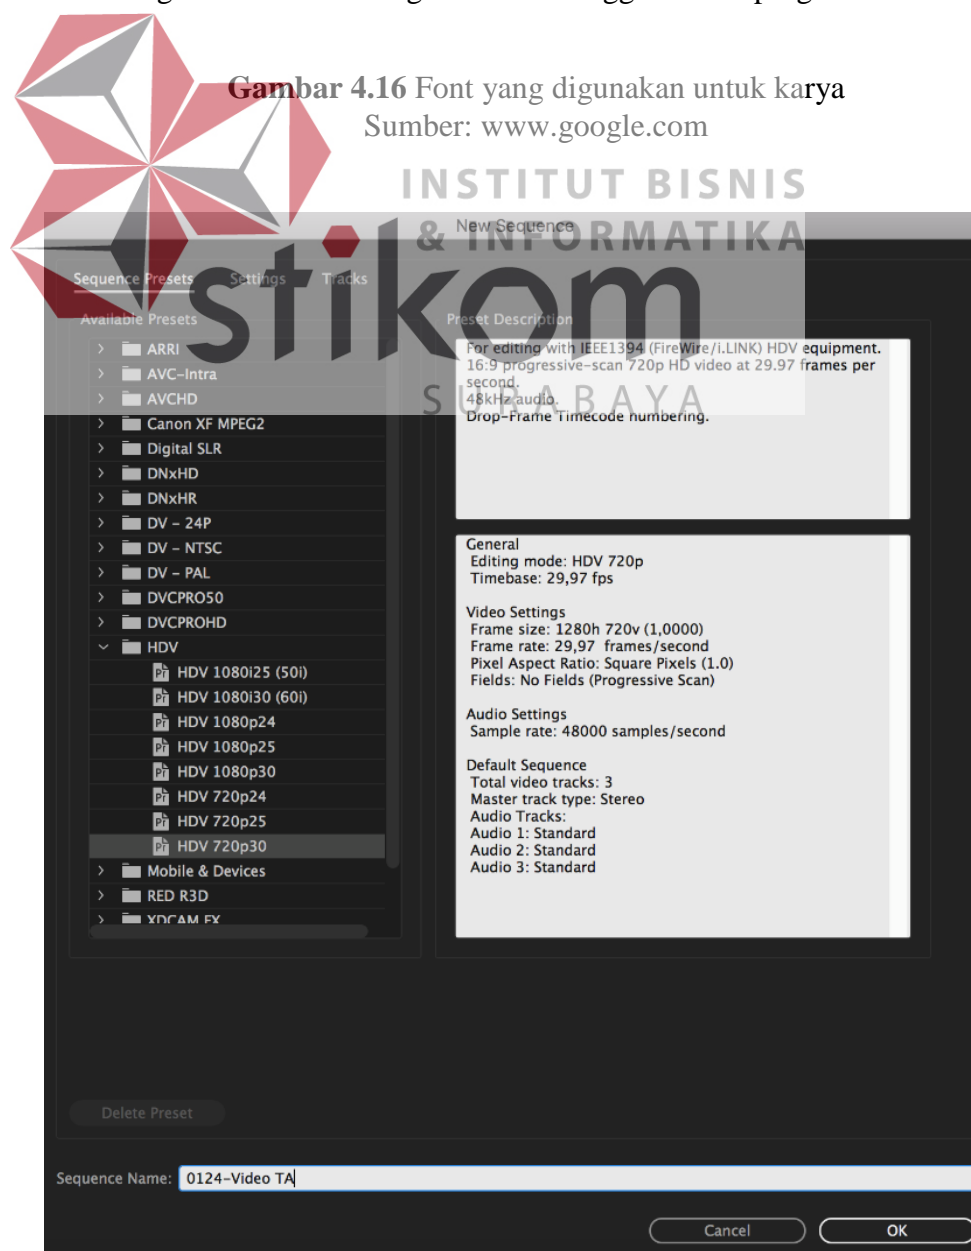 Gambar 4.16 Font yang digunakan untuk karya
Sumber: www.google.com
INSTITUT BISNIS
& INFORMATIKA
stikom
SURABAYA
New Sequence
Sequence Presets Settings Tracks
Available Presets
ARRI
AVC-Intra
AVCHD
Canon XF MPEG2
Digital SLR
DNxHD
DNxHR
DV - 24P
DV - NTSC
DV - PAL
DVCPRO50
DVCPROHD
HDV
HDV 1080i25 (50i)
HDV 1080i30 (60i)
HDV 1080p24
HDV 1080p25
HDV 1080p30
HDV 720p24
HDV 720p25
HDV 720p30
Mobile & Devices
RED R3D
XDCAM EX
Preset Description
For editing with IEEE1394 (FireWire/i.LINK) HDV equipment.
16:9 progressive-scan 720p HD video at 29.97 frames per
second.
48kHz audio.
Drop-Frame Timecode numbering.
General
Editing mode: HDV 720p
Timebase: 29,97 fps
Video Settings
Frame size: 1280h 720v (1,0000)
Frame rate: 29,97 frames/second
Pixel Aspect Ratio: Square Pixels (1.0)
Fields: No Fields (Progressive Scan)
Audio Settings
Sample rate: 48000 samples/second
Default Sequence
Total video tracks: 3
Master track type: Stereo
Audio Tracks:
Audio 1: Standard
Audio 2: Standard
Audio 3: Standard
Delete Preset
Sequence Name: 0124-Video TA
Cancel OK